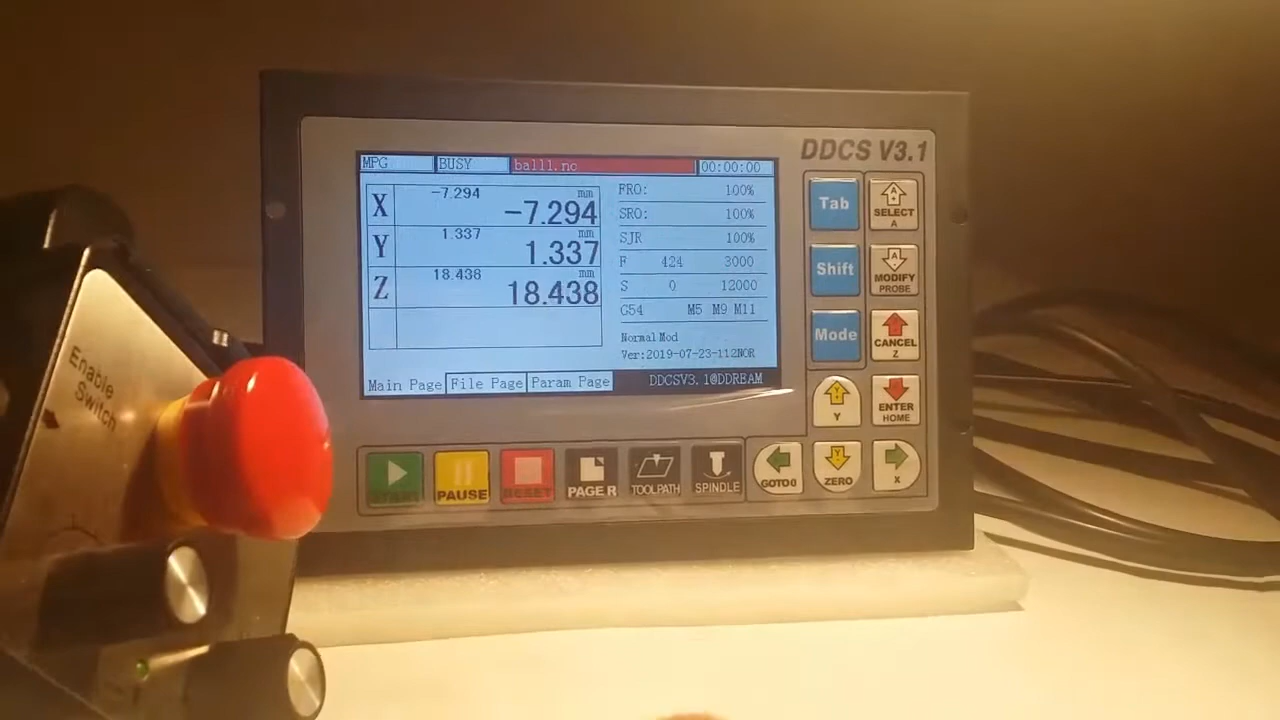 DDCS V3.1
MPG BUSY ball1.nc 00:00:00
X -7.294 mm -7.294
Y 1.337 mm 1.337
Z 18.438 mm 18.438
FRO: 100%
SRO: 100%
SJR 100%
F 424 3000
S 0 12000
G54 M5 M9 M11
Normal Mod
Ver:2019-07-23-112NOR
Main Page File Page Param Page DDCSV3.1@DDREAM
Tab
A+
SELECT
A
Shift
A-
MODIFY
PROBE
Mode
CANCEL
Z
Y+
Y
ENTER
HOME
START
PAUSE
RESET
PAGE R
TOOLPATH
SPINDLE
GOTO0
Y-
ZERO
X
Enable
Switch